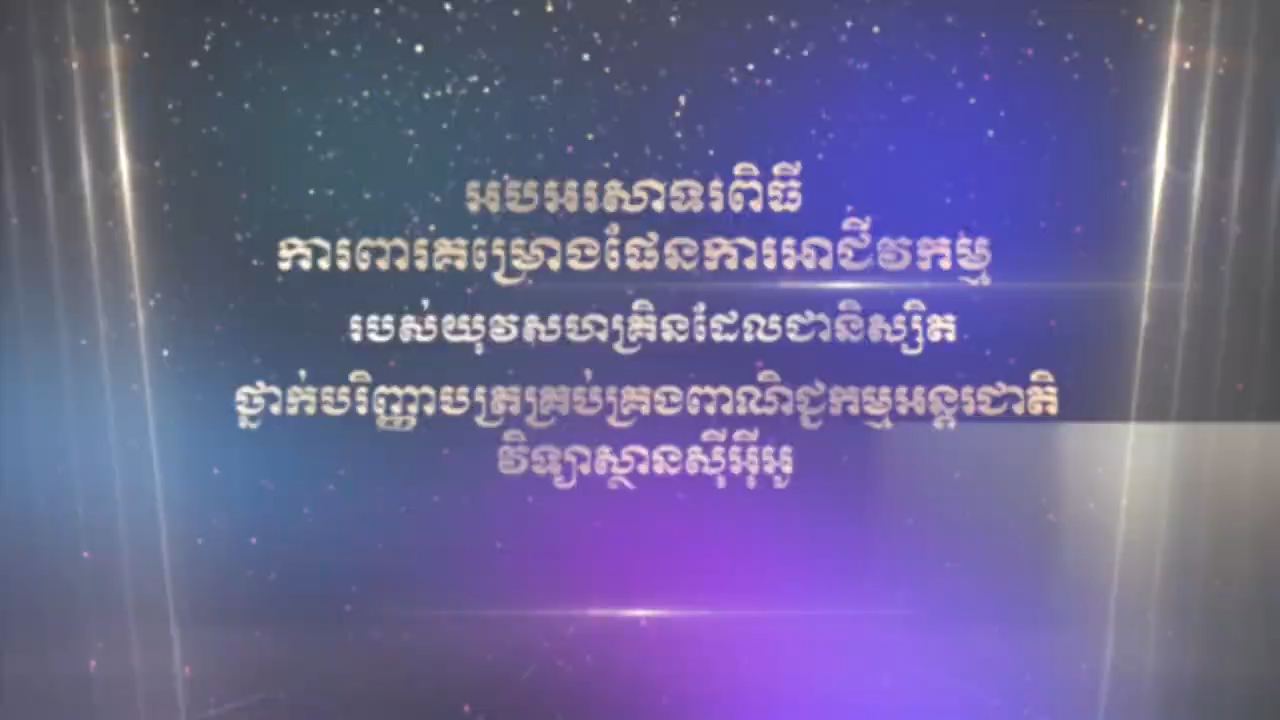 អបអរសាទរពិធី
ការពារគម្រោងផែនការអាជីវកម្ម
របស់យុវសហគ្រិនដែលជានិស្សិត
ថ្នាក់បរិញ្ញាបត្រគ្រប់គ្រងពាណិជ្ជកម្មអន្តរជាតិ
វិទ្យាស្ថានស៊ីអ៊ីអូ